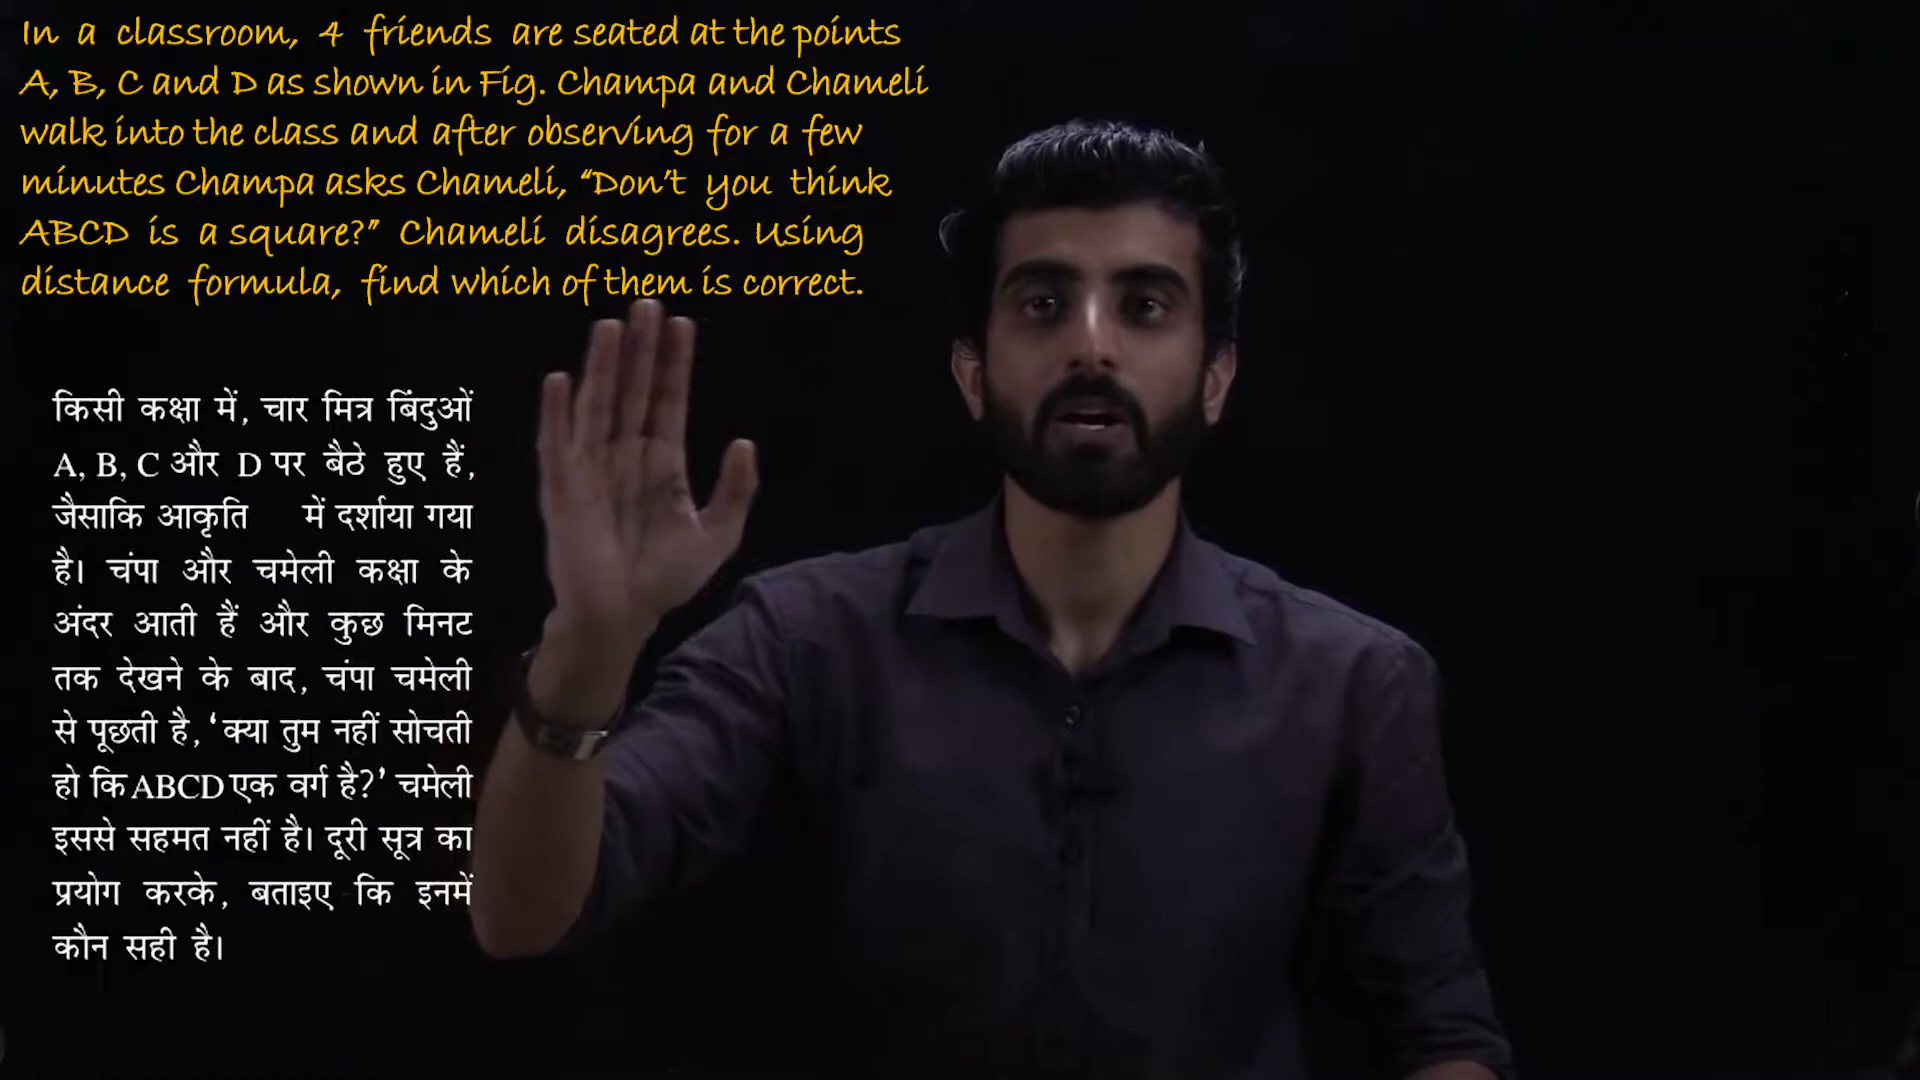 In a classroom, 4 friends are seated at the points
A, B, C and D as shown in Fig. Champa and Chameli
walk into the class and after observing for a few
minutes Champa asks Chameli, “Don’t you think
ABCD is a square?” Chameli disagrees. Using
distance formula, find which of them is correct.
किसी कक्षा में, चार मित्र बिंदुओं
A, B, C और D पर बैठे हुए हैं,
जैसाकि आकृति में दर्शाया गया
है। चंपा और चमेली कक्षा के
अंदर आती हैं और कुछ मिनट
तक देखने के बाद, चंपा चमेली
से पूछती है, ‘क्या तुम नहीं सोचती
हो कि ABCD एक वर्ग है?’ चमेली
इससे सहमत नहीं है। दूरी सूत्र का
प्रयोग करके, बताइए कि इनमें
कौन सही है।